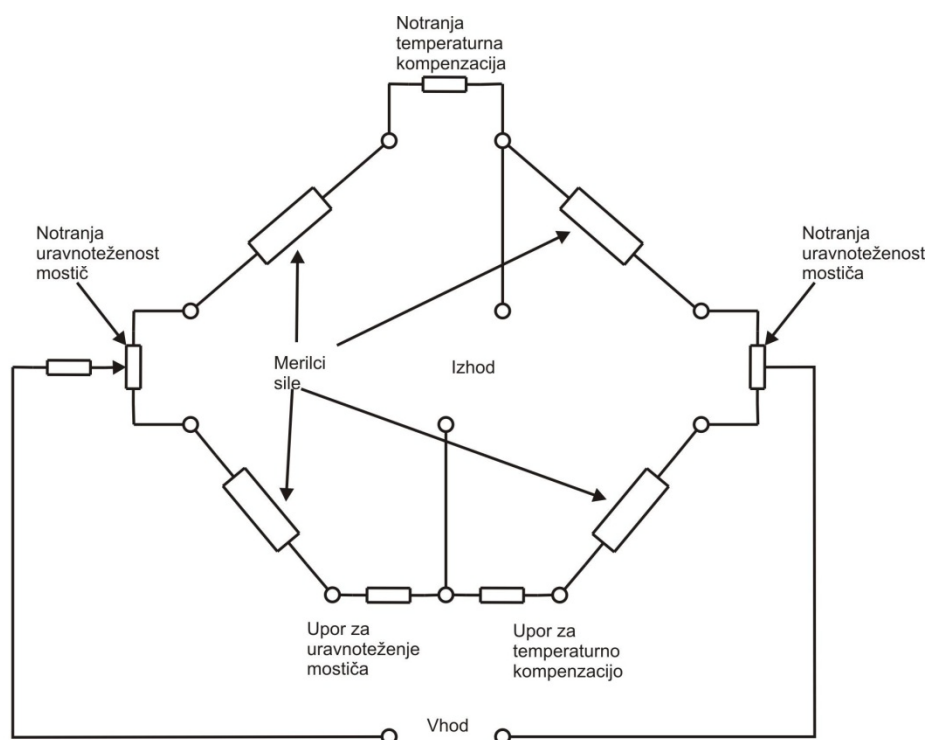 Notranja
temperaturna
kompenzacija
Notranja
uravnoteženost
mostič
Notranja
uravnoteženost
mostiča
Merilci
sile
Izhod
Upor za
uravnoteženje
mostiča
Upor za
temperaturno
kompenzacijo
Vhod